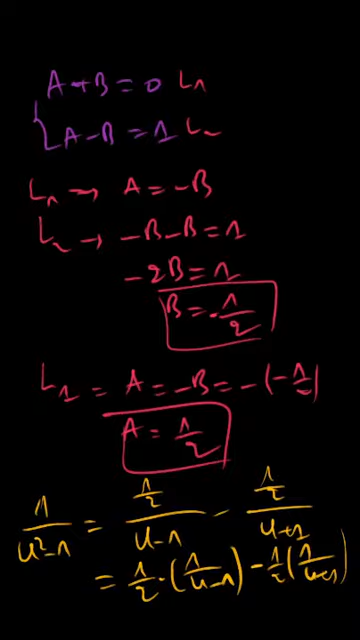 A + B = 0 L1
A - B = 1 L2
L1 → A = -B
L2 → -B - B = 1
-2B = 1
B = -1/2
L1 = A = -B = -(-1/2)
A = 1/2
1/(u²-1) = (1/2)/(u-1) - (1/2)/(u+1)
= 1/2 · (1/(u-1)) - 1/2 (1/(u+1))